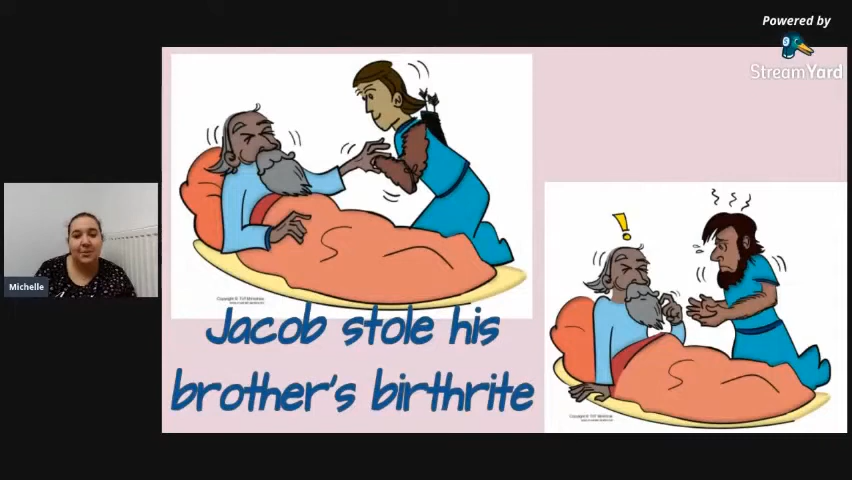 Powered by
StreamYard
Michelle
Jacob stole his
brother's birthrite